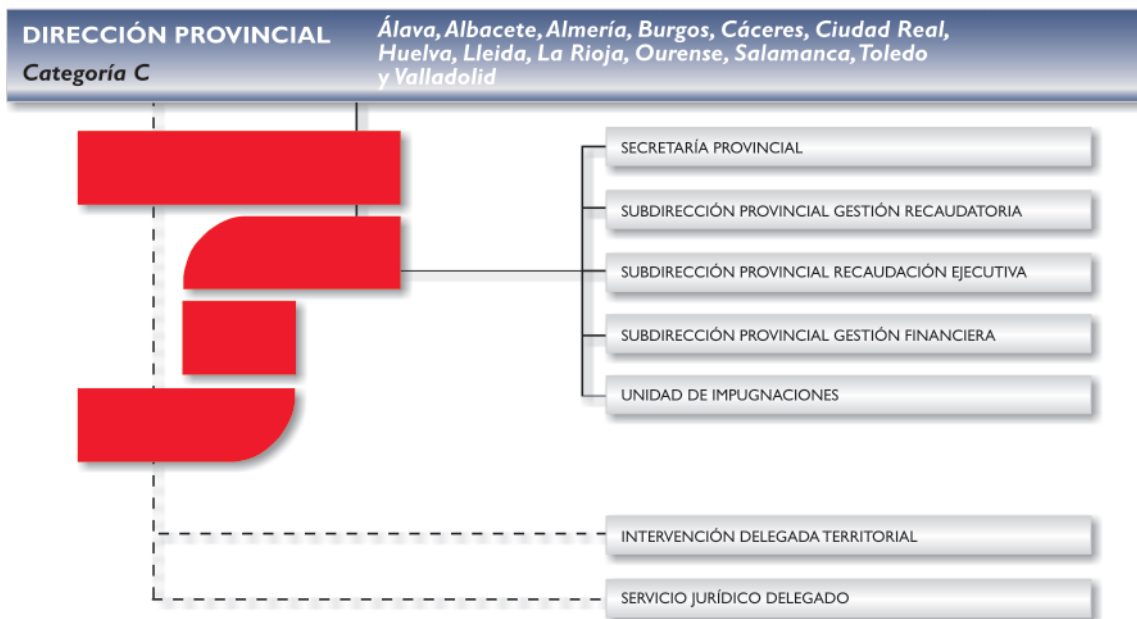 DIRECCIÓN PROVINCIAL
Categoría C
Álava, Albacete, Almería, Burgos, Cáceres, Ciudad Real,
Huelva, Lleida, La Rioja, Ourense, Salamanca, Toledo
y Valladolid
SECRETARÍA PROVINCIAL
SUBDIRECCIÓN PROVINCIAL GESTIÓN RECAUDATORIA
SUBDIRECCIÓN PROVINCIAL RECAUDACIÓN EJECUTIVA
SUBDIRECCIÓN PROVINCIAL GESTIÓN FINANCIERA
UNIDAD DE IMPUGNACIONES
INTERVENCIÓN DELEGADA TERRITORIAL
SERVICIO JURÍDICO DELEGADO